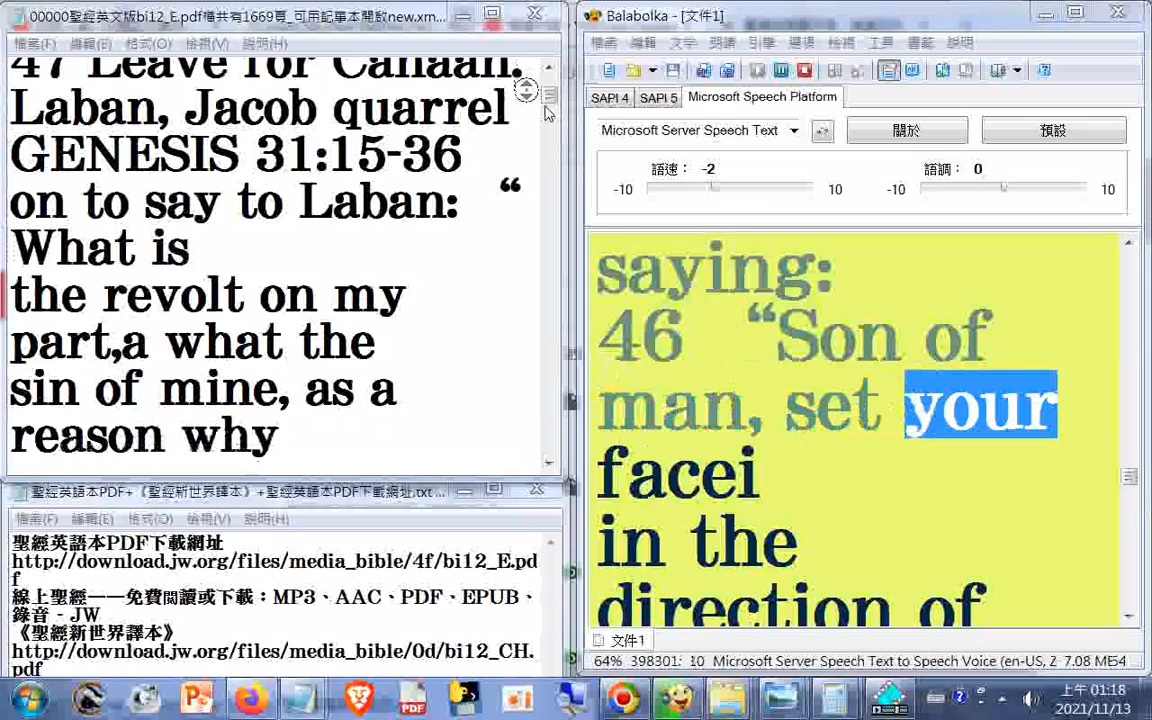 00000聖經英文版bi12_E.pdf檔共有1669頁_可用記事本開啟new.xm...
檔案(F) 編輯(E) 格式(O) 檢視(V) 說明(H)
47 Leave for Canaan.
Laban, Jacob quarrel
GENESIS 31:15-36
on to say to Laban: “
What is
the revolt on my
part,a what the
sin of mine, as a
reason why
聖經英語本PDF+《聖經新世界譯本》+聖經英語本PDF下載網址.txt ...
檔案(F) 編輯(E) 格式(O) 檢視(V) 說明(H)
聖經英語本PDF下載網址
http://download.jw.org/files/media_bible/4f/bi12_E.pd
f
線上聖經——免費閱讀或下載：MP3、AAC、PDF、EPUB、
錄音 - JW
《聖經新世界譯本》
http://download.jw.org/files/media_bible/0d/bi12_CH.
pdf
Balabolka - [文件1]
檔案 編輯 文字 朗讀 引擎 選項 檢視 工具 書籤 說明
SAPI 4 SAPI 5 Microsoft Speech Platform
Microsoft Server Speech Text 關於 預設
語速： -2 語調： 0
-10 10 -10 10
saying:
46 “Son of
man, set your
facei
in the
direction of
文件1
64% 398301: 10 Microsoft Server Speech Text to Speech Voice (en-US, Z 7.08 ME54
PDF
上午 01:18
2021/11/13